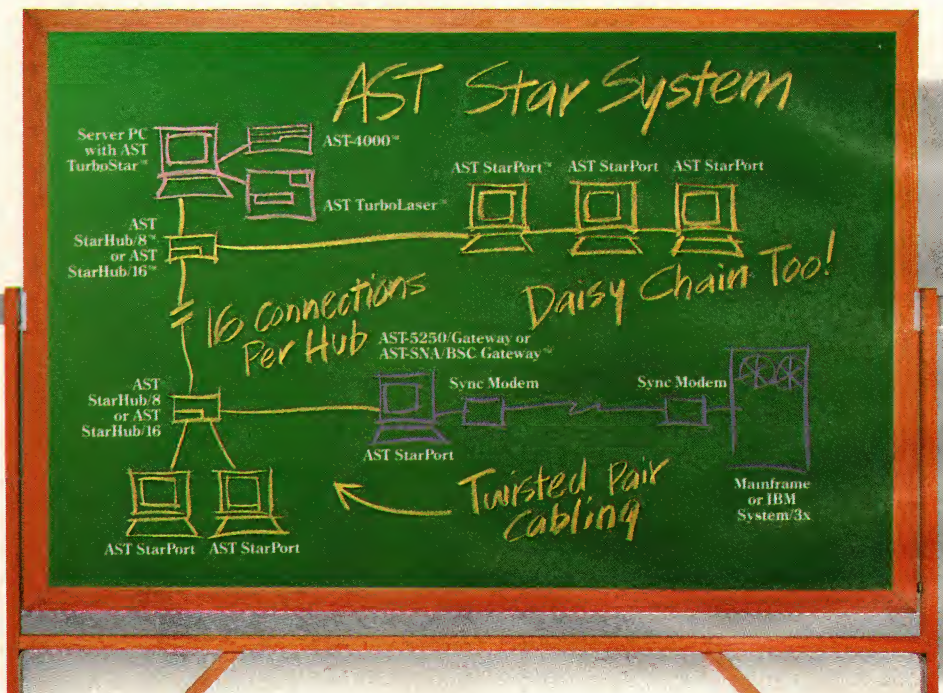 AST Star System
Server PC
with AST
TurboStar™
AST-4000™
AST TurboLaser™
AST StarPort™
AST StarPort
AST StarPort
AST
StarHub/8™
or AST
StarHub/16™
Daisy Chain Too!
16 Connections
Per Hub
AST-5250/Gateway or
AST-SNA/BSC Gateway™
Sync Modem
Sync Modem
AST
StarHub/8
or AST
StarHub/16
AST StarPort
Twisted Pair
Cabling
Mainframe
or IBM
System/3x
AST StarPort
AST StarPort